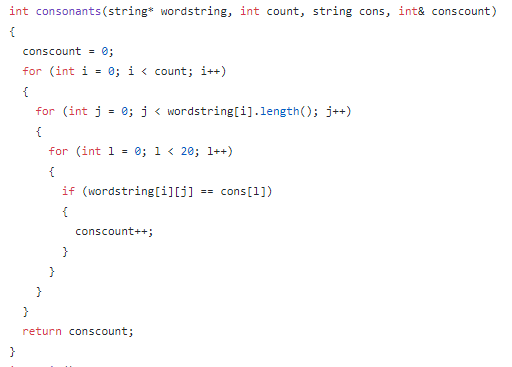 int consonants(string* wordstring, int count, string cons, int& conscount)
{
  conscount = 0;
  for (int i = 0; i < count; i++)
  {
    for (int j = 0; j < wordstring[i].length(); j++)
    {
      for (int l = 0; l < 20; l++)
      {
        if (wordstring[i][j] == cons[l])
        {
          conscount++;
        }
      }
    }
  }
  return conscount;
}